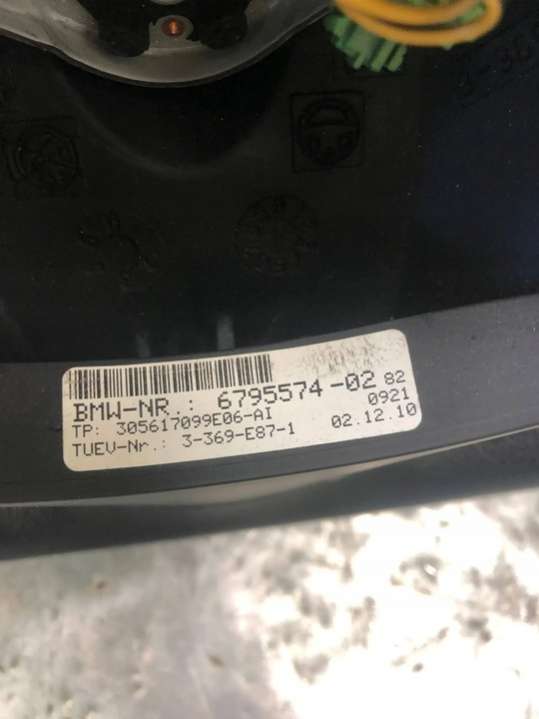 BMW-NR.: 6795574-02 82
TP: 305617099E06-AI 0921
TUEV-Nr.: 3-369-E87-1 02.12.10